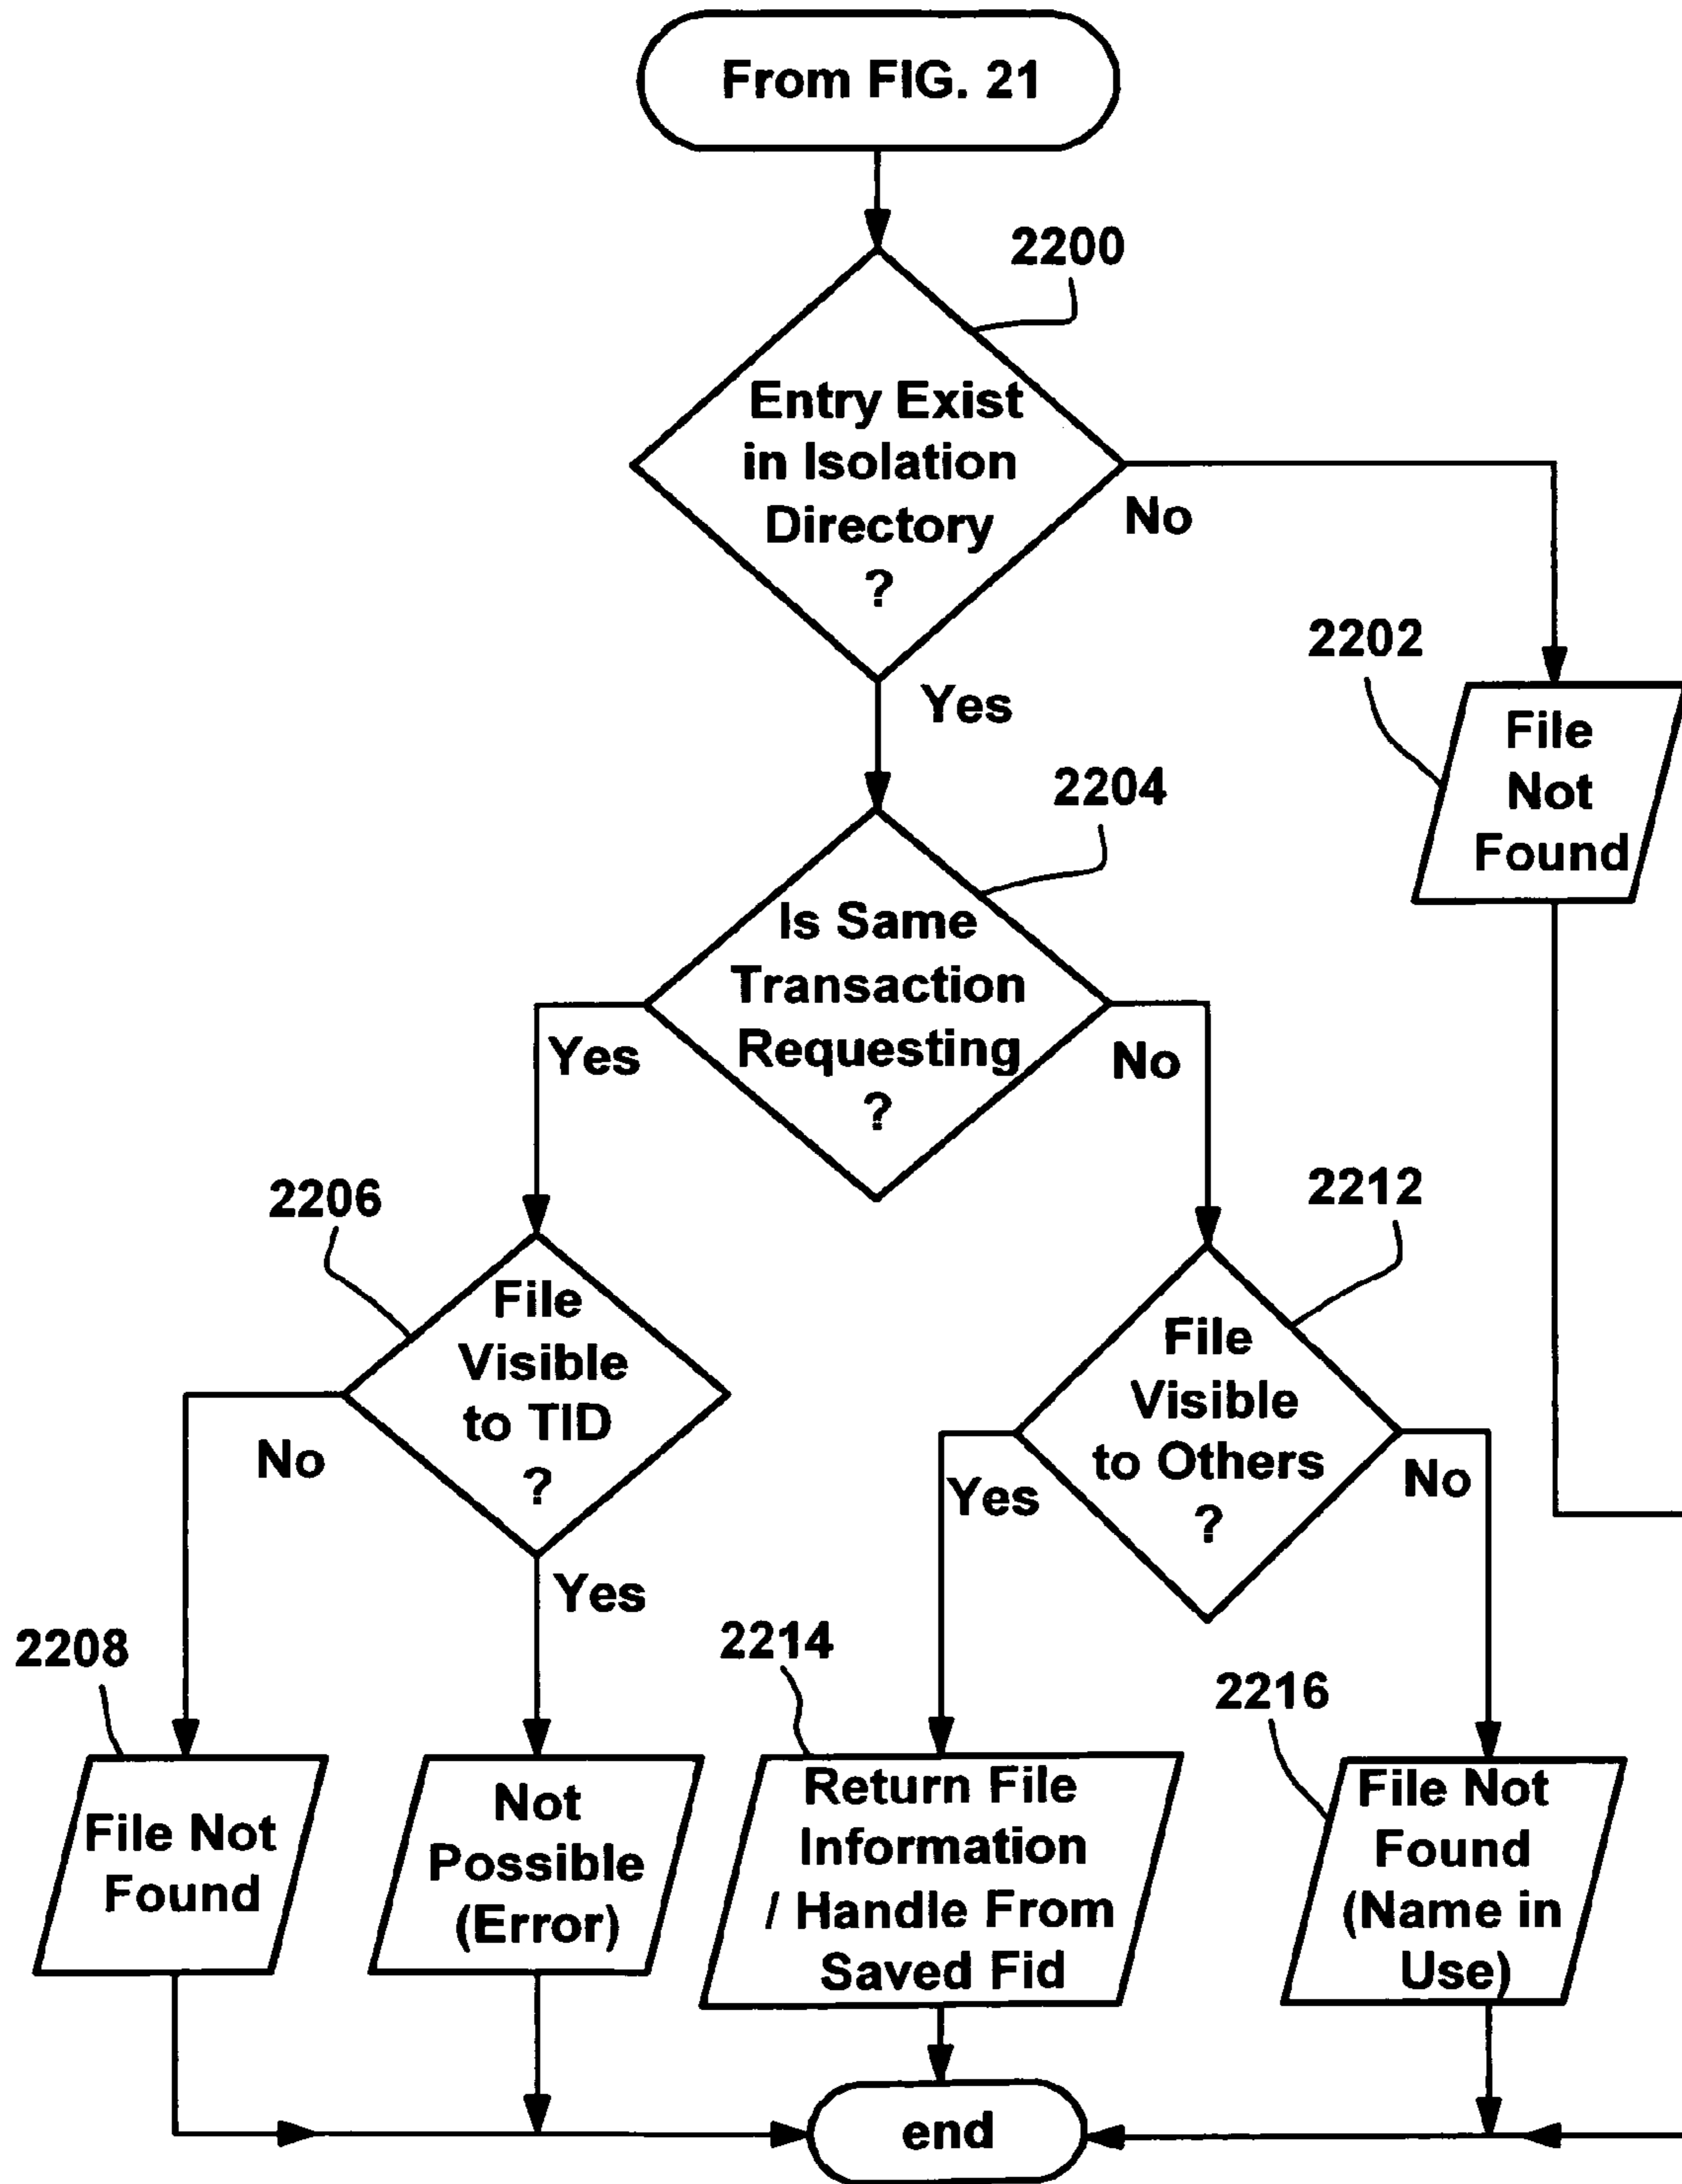 From FIG. 21
2200
Entry Exist
in Isolation
Directory
?
No
Yes
2202
File
Not
Found
2204
Is Same
Transaction
Requesting
?
Yes
No
2206
File
Visible
to TID
?
No
Yes
2212
File
Visible
to Others
?
Yes
No
2208
File Not
Found
Not
Possible
(Error)
2214
Return File
Information
/ Handle From
Saved Fid
2216
File Not
Found
(Name in
Use)
end